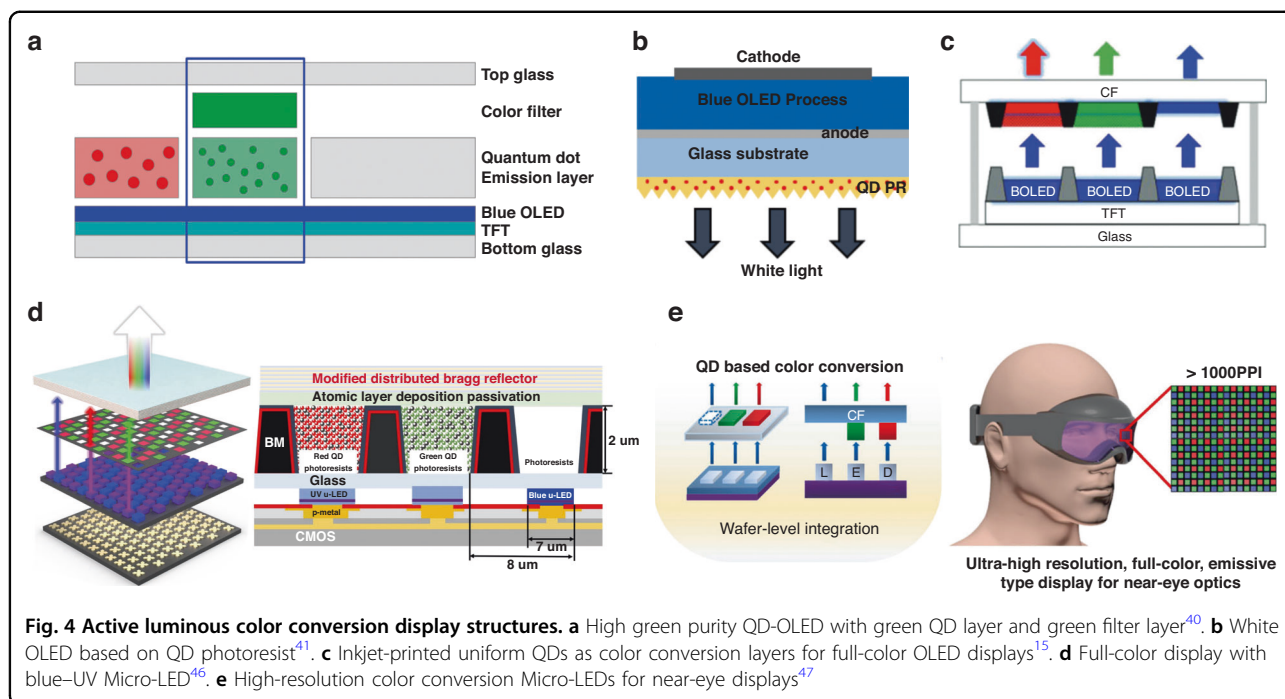 a
Top glass
Color filter
Quantum dot
Emission layer
Blue OLED
TFT
Bottom glass
b
Cathode
Blue OLED Process
anode
Glass substrate
QD PR
White light
c
CF
BOLED BOLED BOLED
TFT
Glass
d
Modified distributed bragg reflector
Atomic layer deposition passivation
BM
2 um
Red QD
photoresists
Green QD
photoresists
Photoresists
Glass
UV u-LED
Blue u-LED
p-metal
CMOS
7 um
8 um
e
QD based color conversion
CF
L E D
Wafer-level integration
> 1000PPI
Ultra-high resolution, full-color, emissive
type display for near-eye optics
Fig. 4 Active luminous color conversion display structures. a High green purity QD-OLED with green QD layer and green filter layer40. b White
OLED based on QD photoresist41. c Inkjet-printed uniform QDs as color conversion layers for full-color OLED displays15. d Full-color display with
blue–UV Micro-LED46. e High-resolution color conversion Micro-LEDs for near-eye displays47